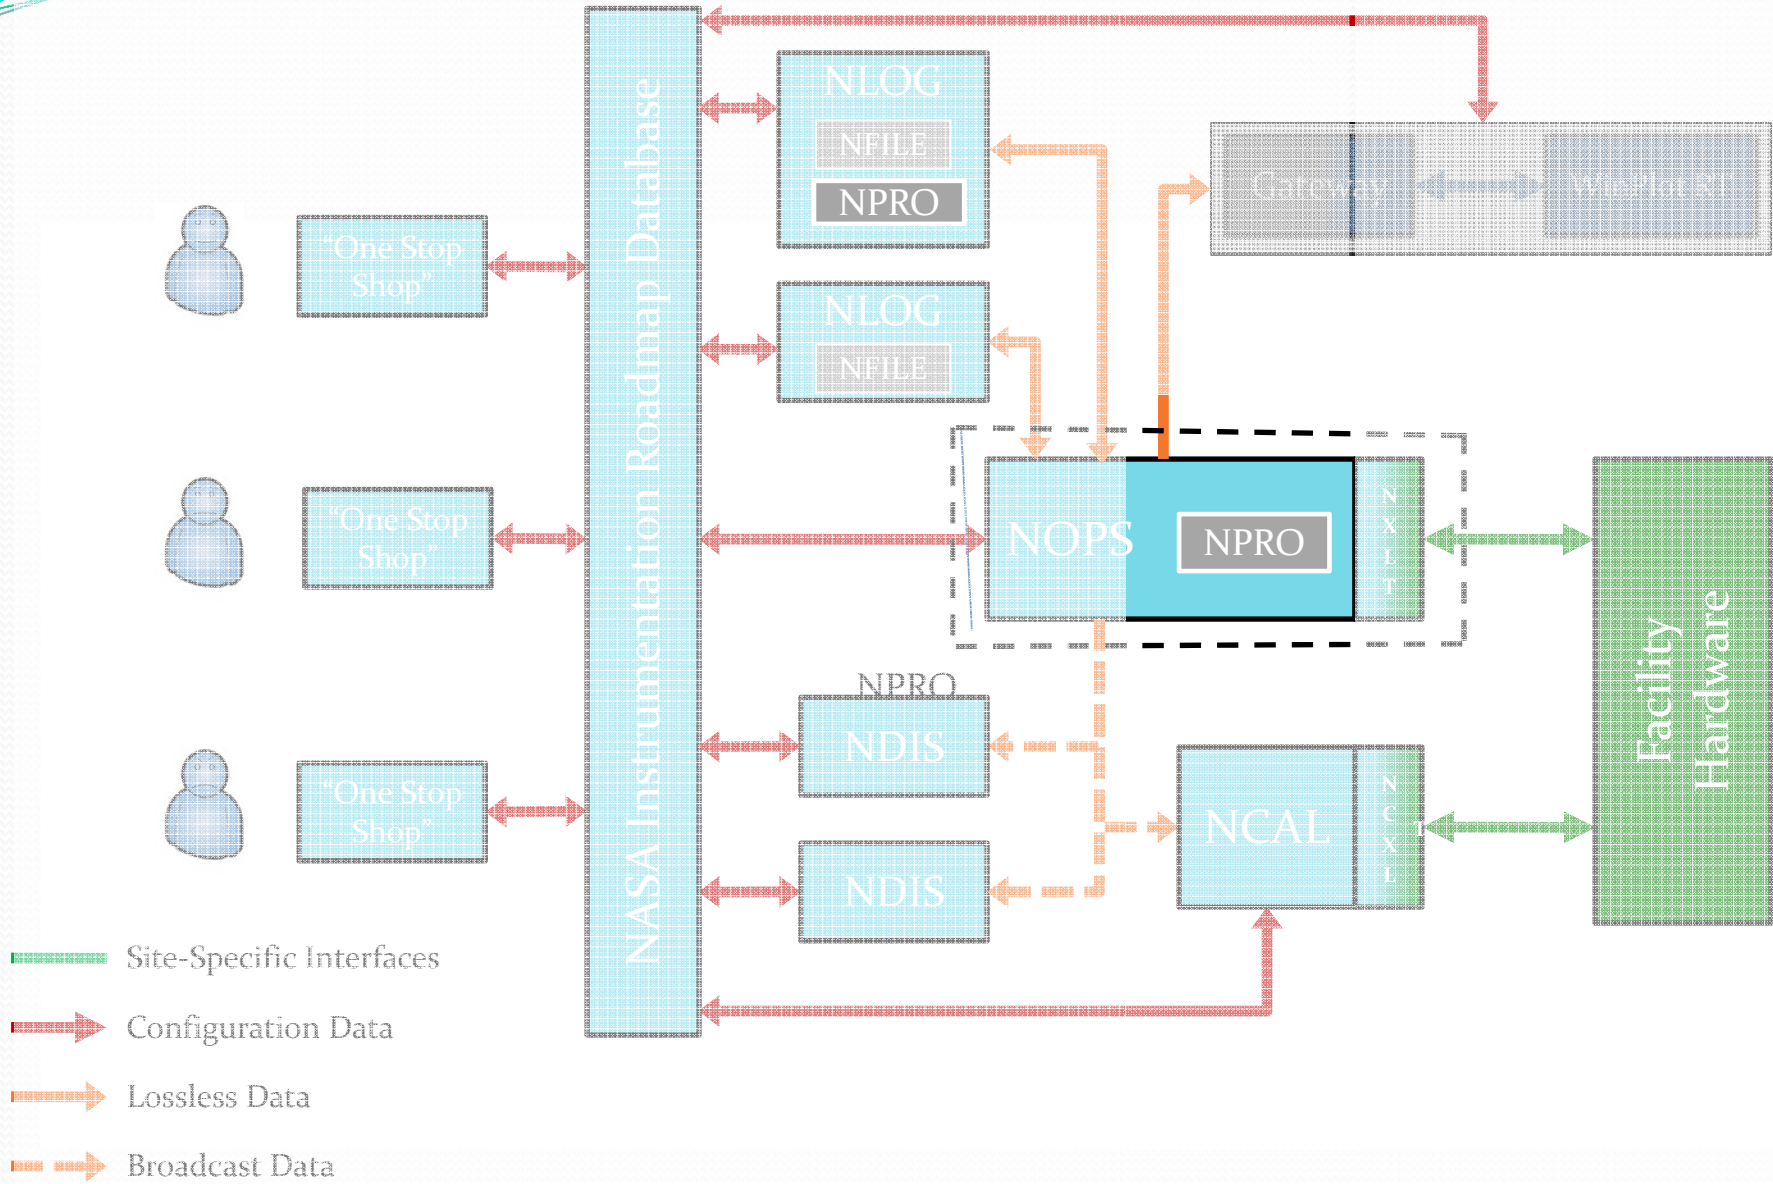 NASA Instrumentation Roadmap Database
NLOG
NFILE
NPRO
Gateway
"One Stop
Shop"
NLOG
NFILE
"One Stop
Shop"
NOPS
NPRO
N
X
L
T
Facility
Hardware
NPRO
NDIS
"One Stop
Shop"
NCAL
N
C
X
L
NDIS
Site-Specific Interfaces
Configuration Data
Lossless Data
Broadcast Data